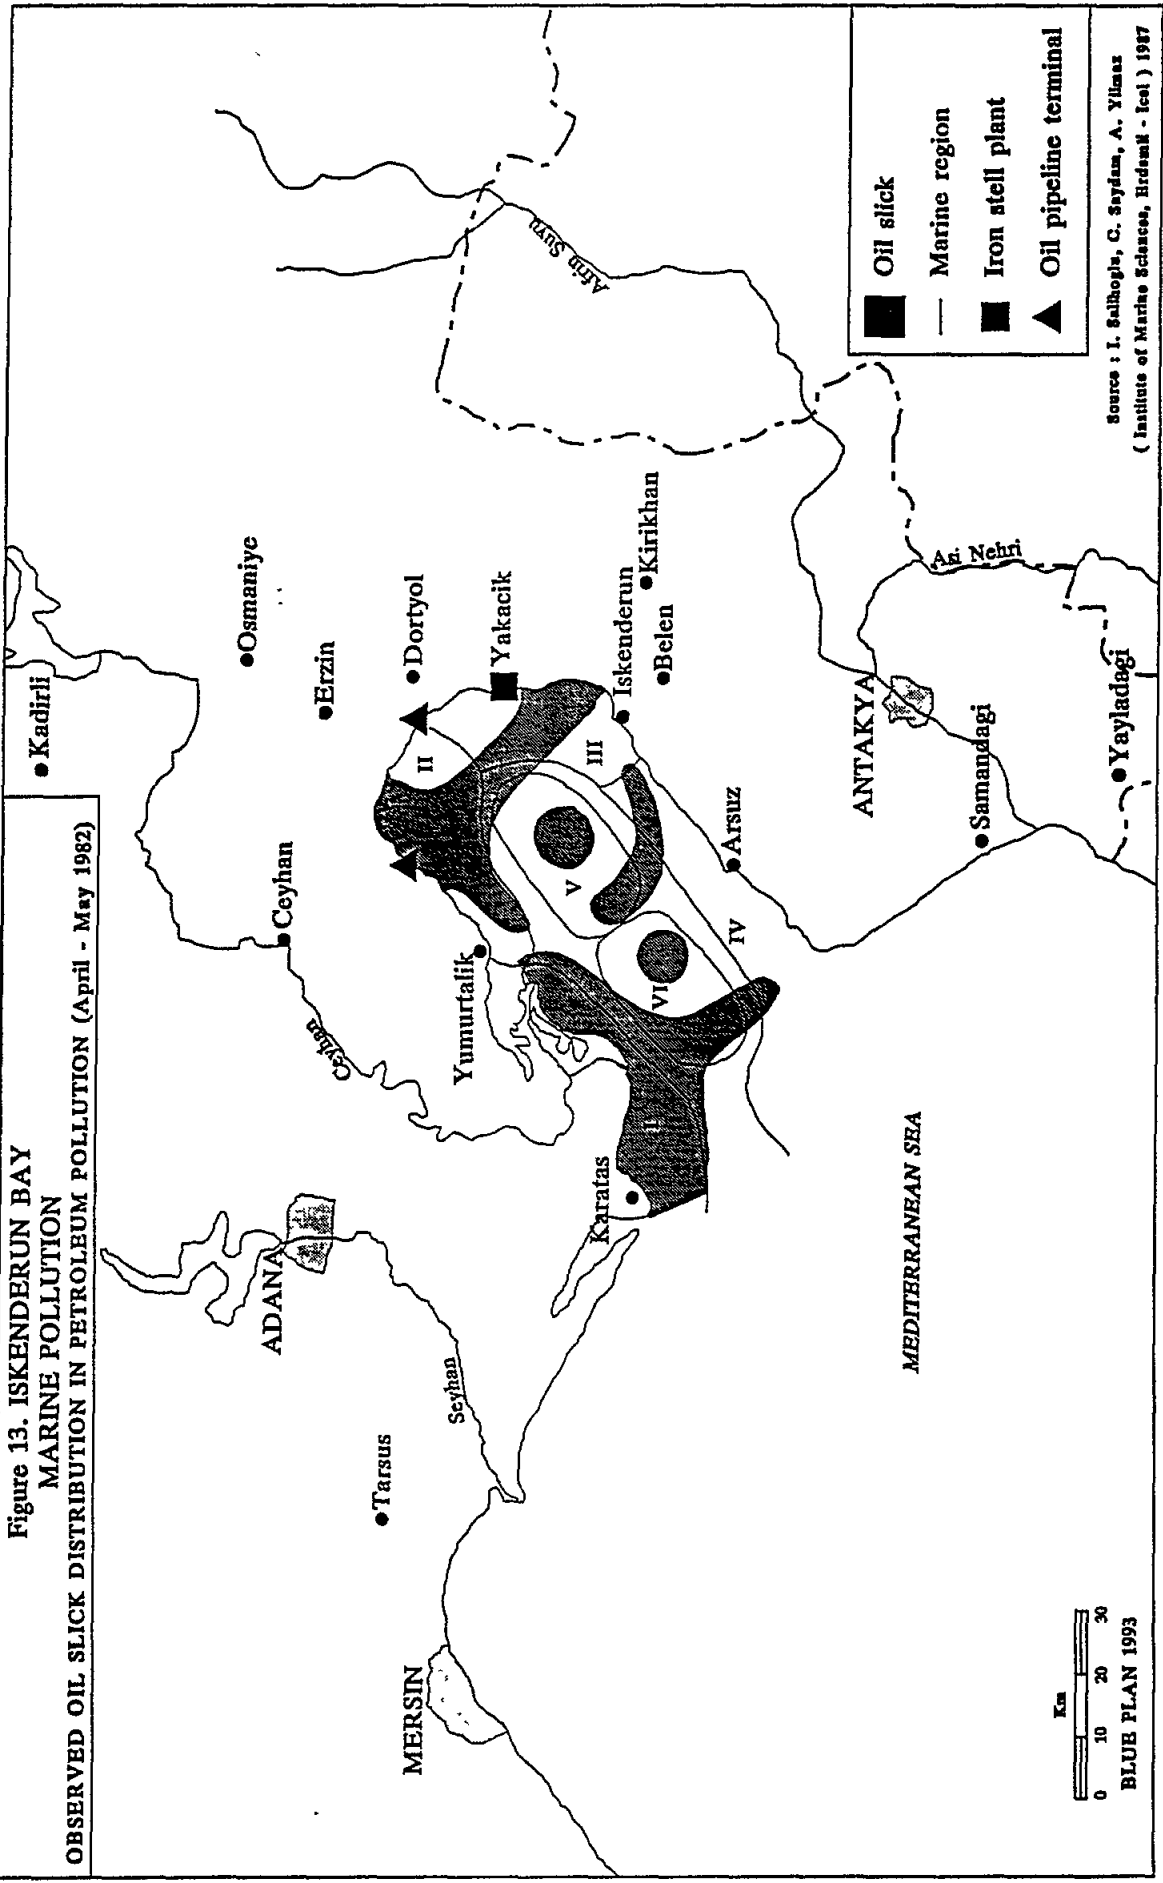 Figure 13. ISKENDERUN BAY
MARINE POLLUTION
OBSERVED OIL SLICK DISTRIBUTION IN PETROLEUM POLLUTION (April - May 1982)
Kadirli
Osmaniye
Ceyhan
Ceyhan
Erzin
ADANA
Tarsus
Seyhan
Dortyol
Yakacik
MERSIN
Yumurtalik
Karatas
Iskenderun
Kirikhan
Belen
Afrin Suyu
I
II
III
IV
V
VI
Arsuz
ANTAKYA
Asi Nehri
Samandagi
Yayladagi
MEDITERRANEAN SEA
Oil slick
Marine region
Iron stell plant
Oil pipeline terminal
Km
0 10 20 30
BLUE PLAN 1993
Source : I. Salihoglu, C. Saydam, A. Yilmaz
( Institute of Marine Sciences, Erdemli - Icel ) 1987